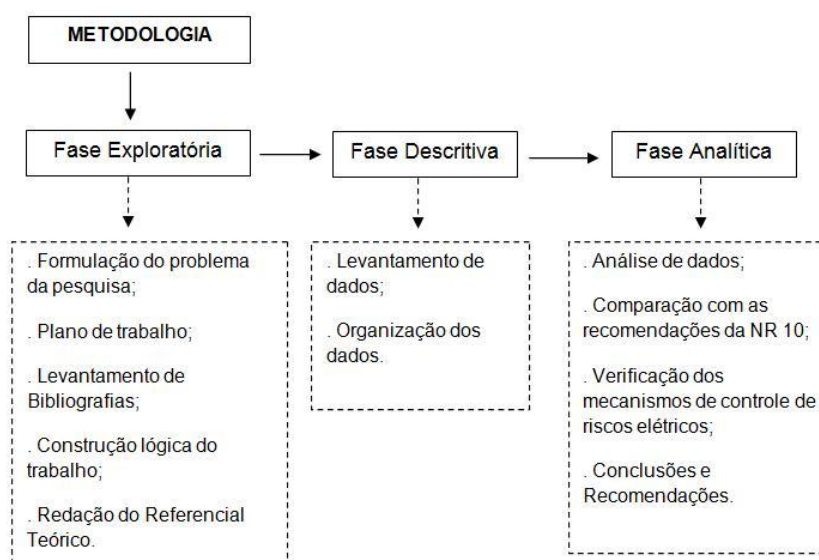 METODOLOGIA
Fase Exploratória
Fase Descritiva
Fase Analítica
. Formulação do problema
da pesquisa;
. Plano de trabalho;
. Levantamento de
Bibliografias;
. Construção lógica do
trabalho;
. Redação do Referencial
Teórico.
. Levantamento de
dados;
. Organização dos
dados.
. Análise de dados;
. Comparação com as
recomendações da NR 10;
. Verificação dos
mecanismos de controle de
riscos elétricos;
. Conclusões e
Recomendações.